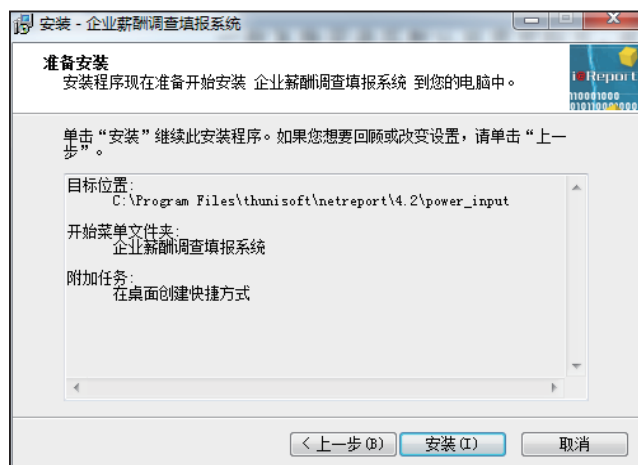 安装 - 企业薪酬调查填报系统
准备安装
安装程序现在准备开始安装 企业薪酬调查填报系统 到您的电脑中。
i@Report
110001000
010110001000
单击“安装”继续此安装程序。如果您想要回顾或改变设置，请单击“上一
步”。
目标位置:
C:\Program Files\thunisoft\netreport\4.2\power_input
开始菜单文件夹:
企业薪酬调查填报系统
附加任务:
在桌面创建快捷方式
< 上一步(B)
安装(I)
取消